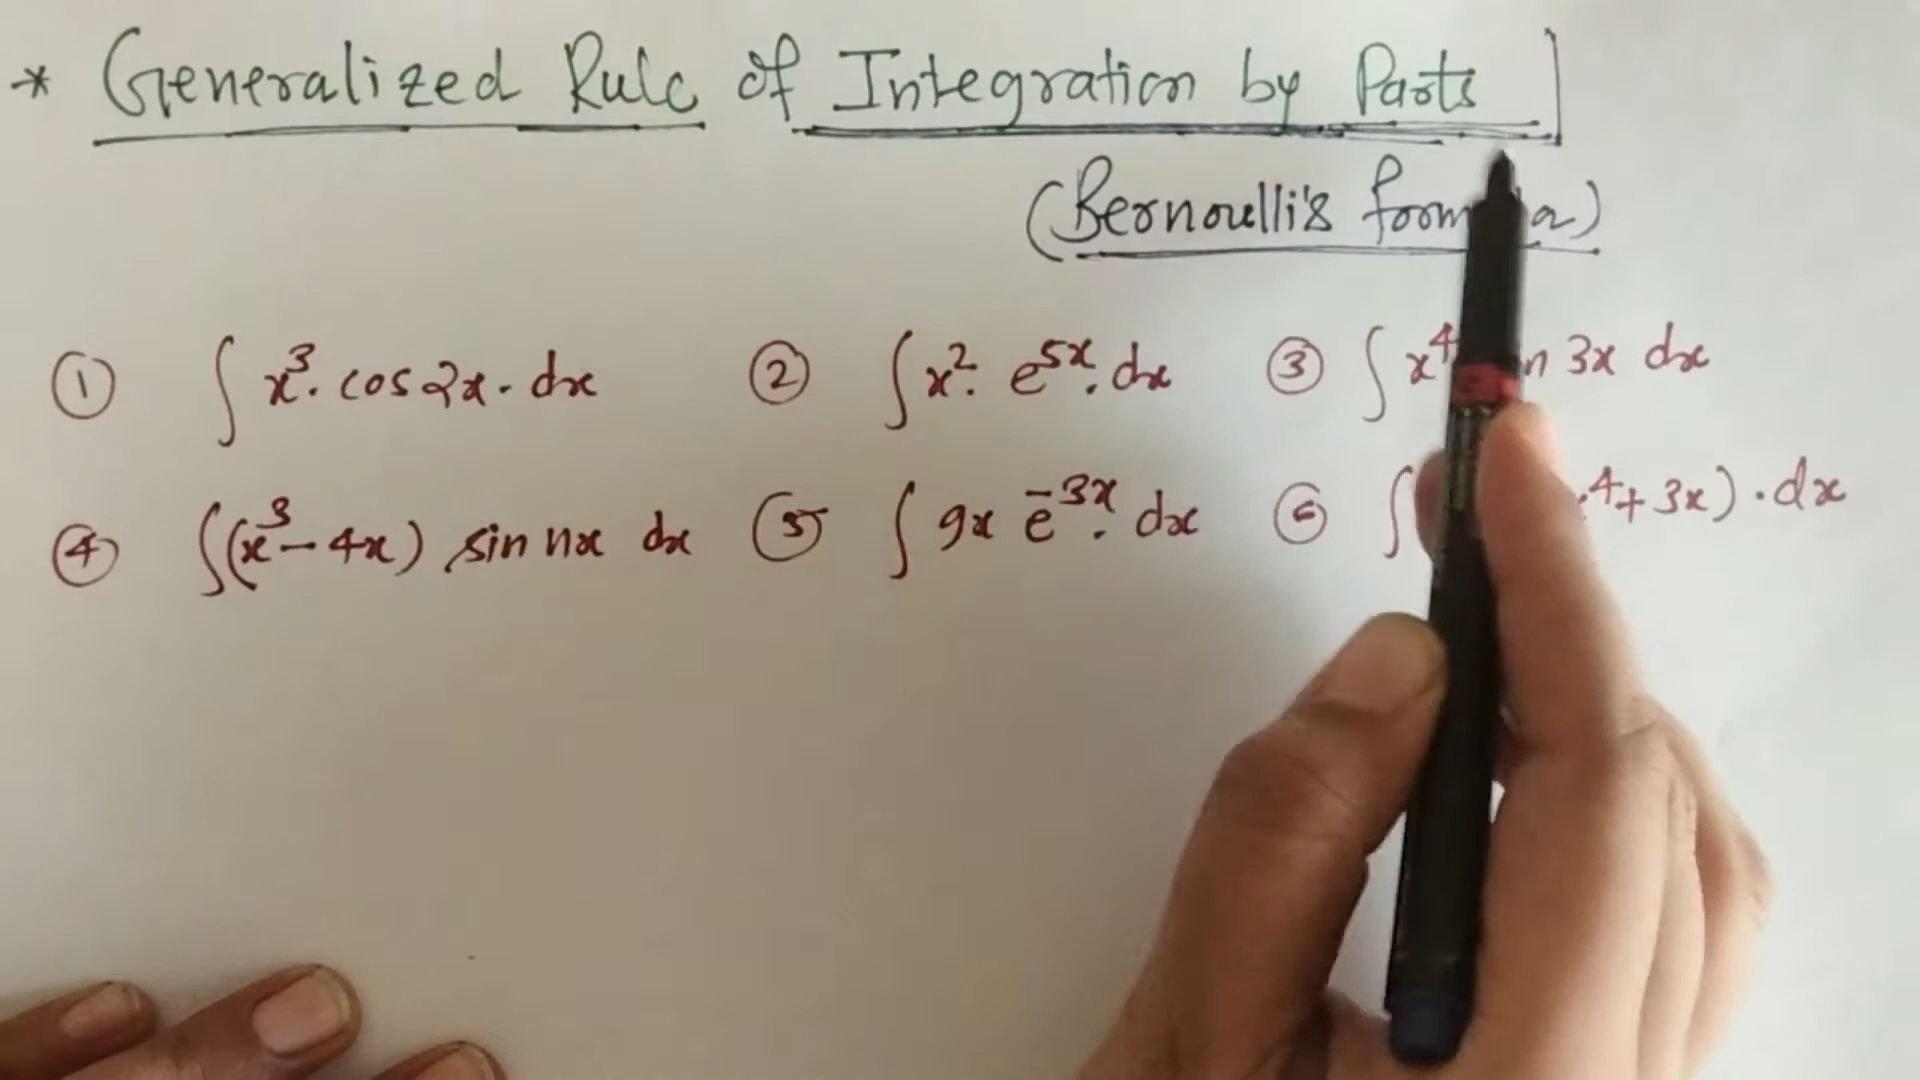 * Generalized Rule of Integration by Parts]
(Bernoulli's
① ∫ x³. cos 2x. dx ② ∫ x². e^5x. dx ③ ∫ x⁴ 3x dx
④ ∫(x³ - 4x) sin nx dx ⑤ ∫ 9x e^-3x. dx ⑥ ∫ ⁴ + 3x) . dx